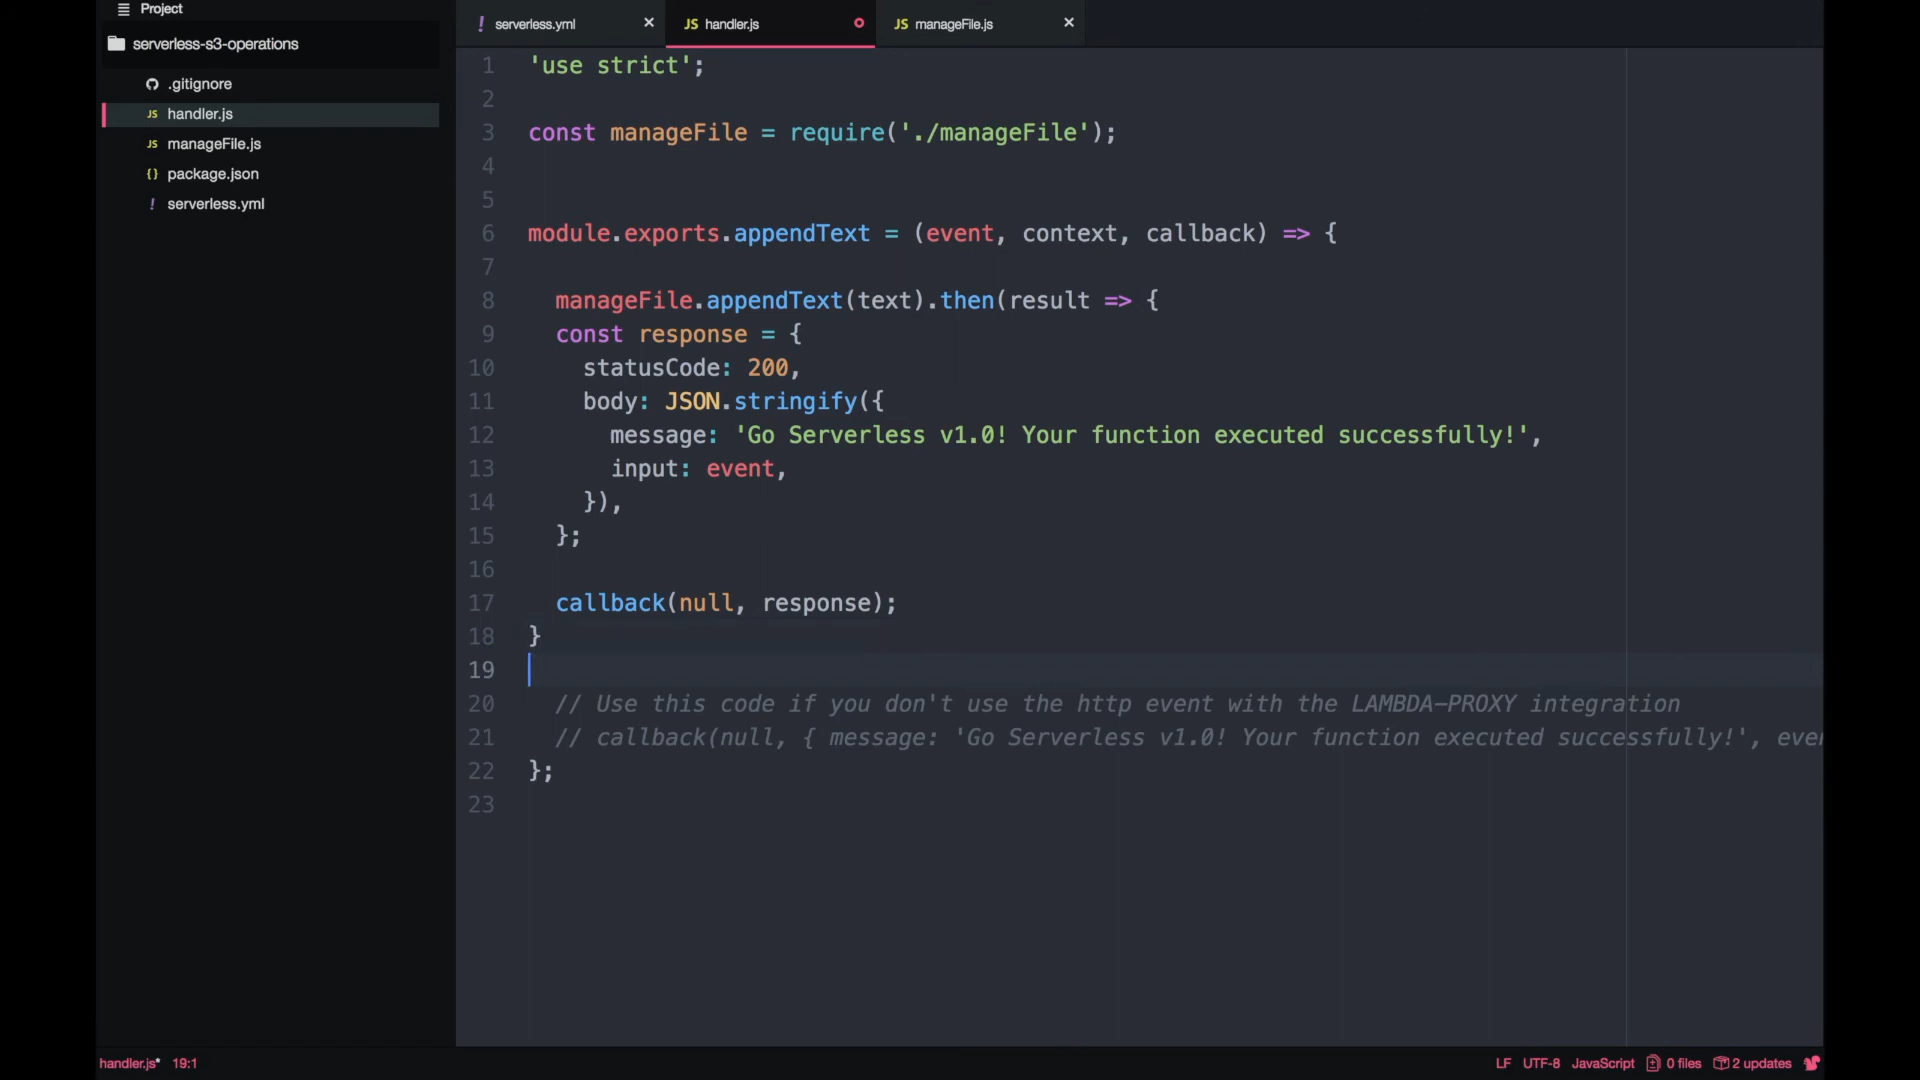 Project
serverless-s3-operations
.gitignore
JS handler.js
JS manageFile.js
{} package.json
! serverless.yml
! serverless.yml ×
JS handler.js
JS manageFile.js ×
1 'use strict';
2
3 const manageFile = require('./manageFile');
4
5
6 module.exports.appendText = (event, context, callback) => {
7
8 manageFile.appendText(text).then(result => {
9 const response = {
10 statusCode: 200,
11 body: JSON.stringify({
12 message: 'Go Serverless v1.0! Your function executed successfully!',
13 input: event,
14 }),
15 };
16
17 callback(null, response);
18 }
19
20 // Use this code if you don't use the http event with the LAMBDA-PROXY integration
21 // callback(null, { message: 'Go Serverless v1.0! Your function executed successfully!', ever
22 };
23
handler.js* 19:1
LF UTF-8 JavaScript 0 files 2 updates